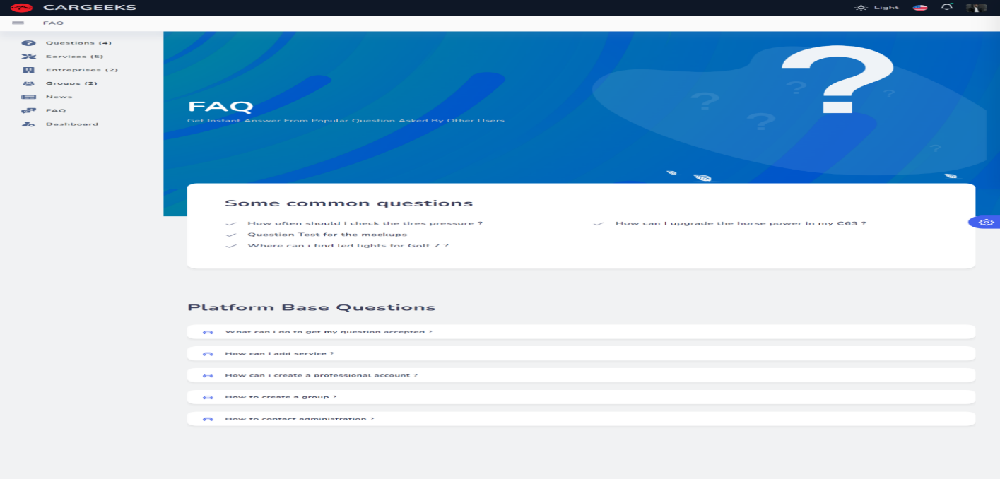 CARGEEKS
Light
FAQ
Questions (4)
Services (5)
Entreprises (2)
Groups (2)
News
FAQ
Dashboard
FAQ
Get Instant Answer From Popular Question Asked By Other Users
?
?
?
?
?
?
Some common questions
How often should i check the tires pressure ?
How can I upgrade the horse power in my C63 ?
Question Test for the mockups
Where can i find led lights for Golf 7 ?
Platform Base Questions
What can i do to get my question accepted ?
How can i add service ?
How can i create a professional account ?
How to create a group ?
How to contact administration ?